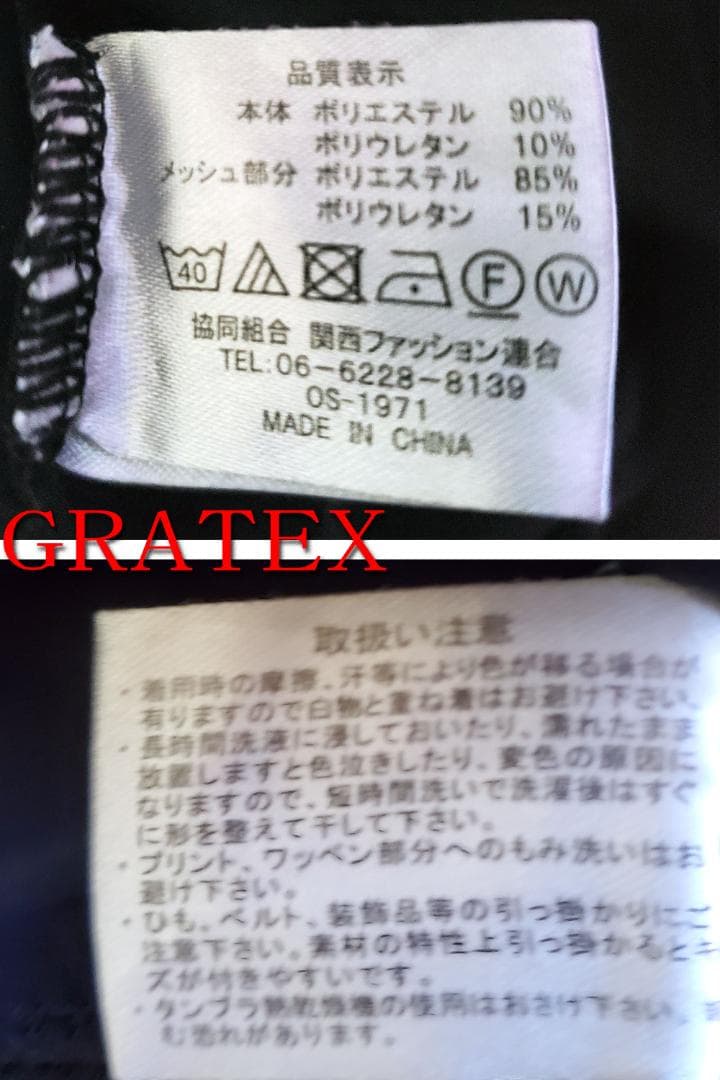 品質表示
本体 ポリエステル 90%
ポリウレタン 10%
メッシュ部分 ポリエステル 85%
ポリウレタン 15%
40 F W
協同組合 関西ファッション連合
TEL:06-6228-8139
OS-1971
MADE IN CHINA
GRATEX
取扱い注意
・着用時の摩擦、汗等により色が移る場合が
有りますので白物と重ね着はお避け下さい。
・長時間洗液に浸しておいたり、濡れたまま
放置しますと色泣きしたり、変色の原因に
なりますので、短時間洗いで洗濯後はすぐ
に形を整えて干して下さい。
・プリント、ワッペン部分へのもみ洗いはお
避け下さい。
・ひも、ベルト、装飾品等の引っ掛かりにご
注意下さい。素材の特性上引っ掛かるとキ
ズが付きやすいです。
・タンブラ熱乾燥機の使用はおさけ下さい。
む恐れがあります。